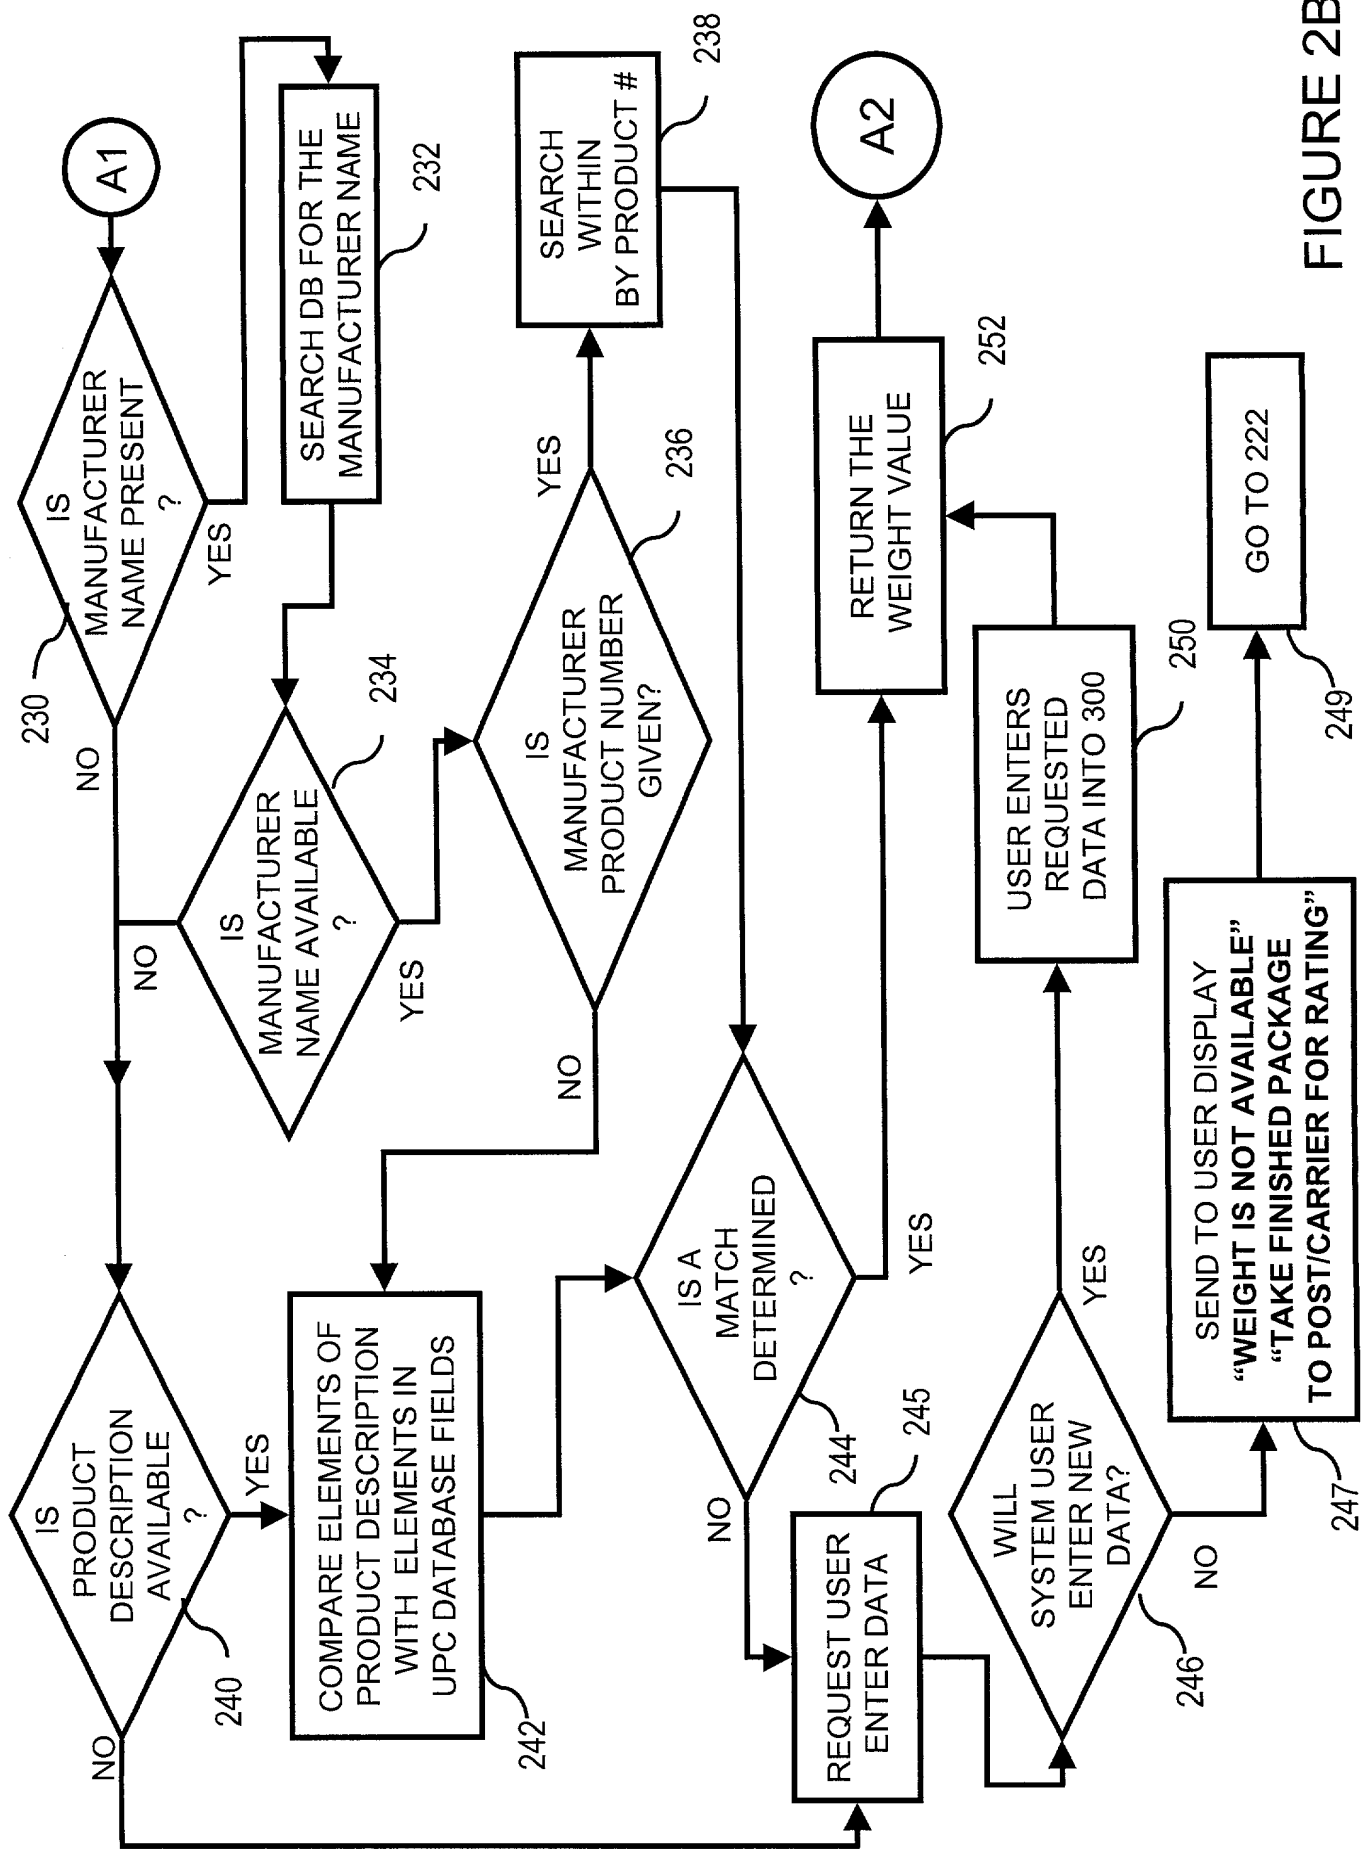 A1
IS
MANUFACTURER
NAME PRESENT
?
230
NO
YES
SEARCH DB FOR THE
MANUFACTURER NAME
232
IS
MANUFACTURER
NAME AVAILABLE
?
234
NO
YES
IS
MANUFACTURER
PRODUCT NUMBER
GIVEN?
236
NO
YES
SEARCH
WITHIN
BY PRODUCT #
238
IS
PRODUCT
DESCRIPTION
AVAILABLE
?
240
NO
YES
COMPARE ELEMENTS OF
PRODUCT DESCRIPTION
WITH ELEMENTS IN
UPC DATABASE FIELDS
242
IS A
MATCH
DETERMINED
?
244
NO
YES
REQUEST USER
ENTER DATA
245
WILL
SYSTEM USER
ENTER NEW
DATA?
246
NO
YES
SEND TO USER DISPLAY
“WEIGHT IS NOT AVAILABLE”
“TAKE FINISHED PACKAGE
TO POST/CARRIER FOR RATING”
247
GO TO 222
249
USER ENTERS
REQUESTED
DATA INTO 300
250
RETURN THE
WEIGHT VALUE
252
A2
FIGURE 2B